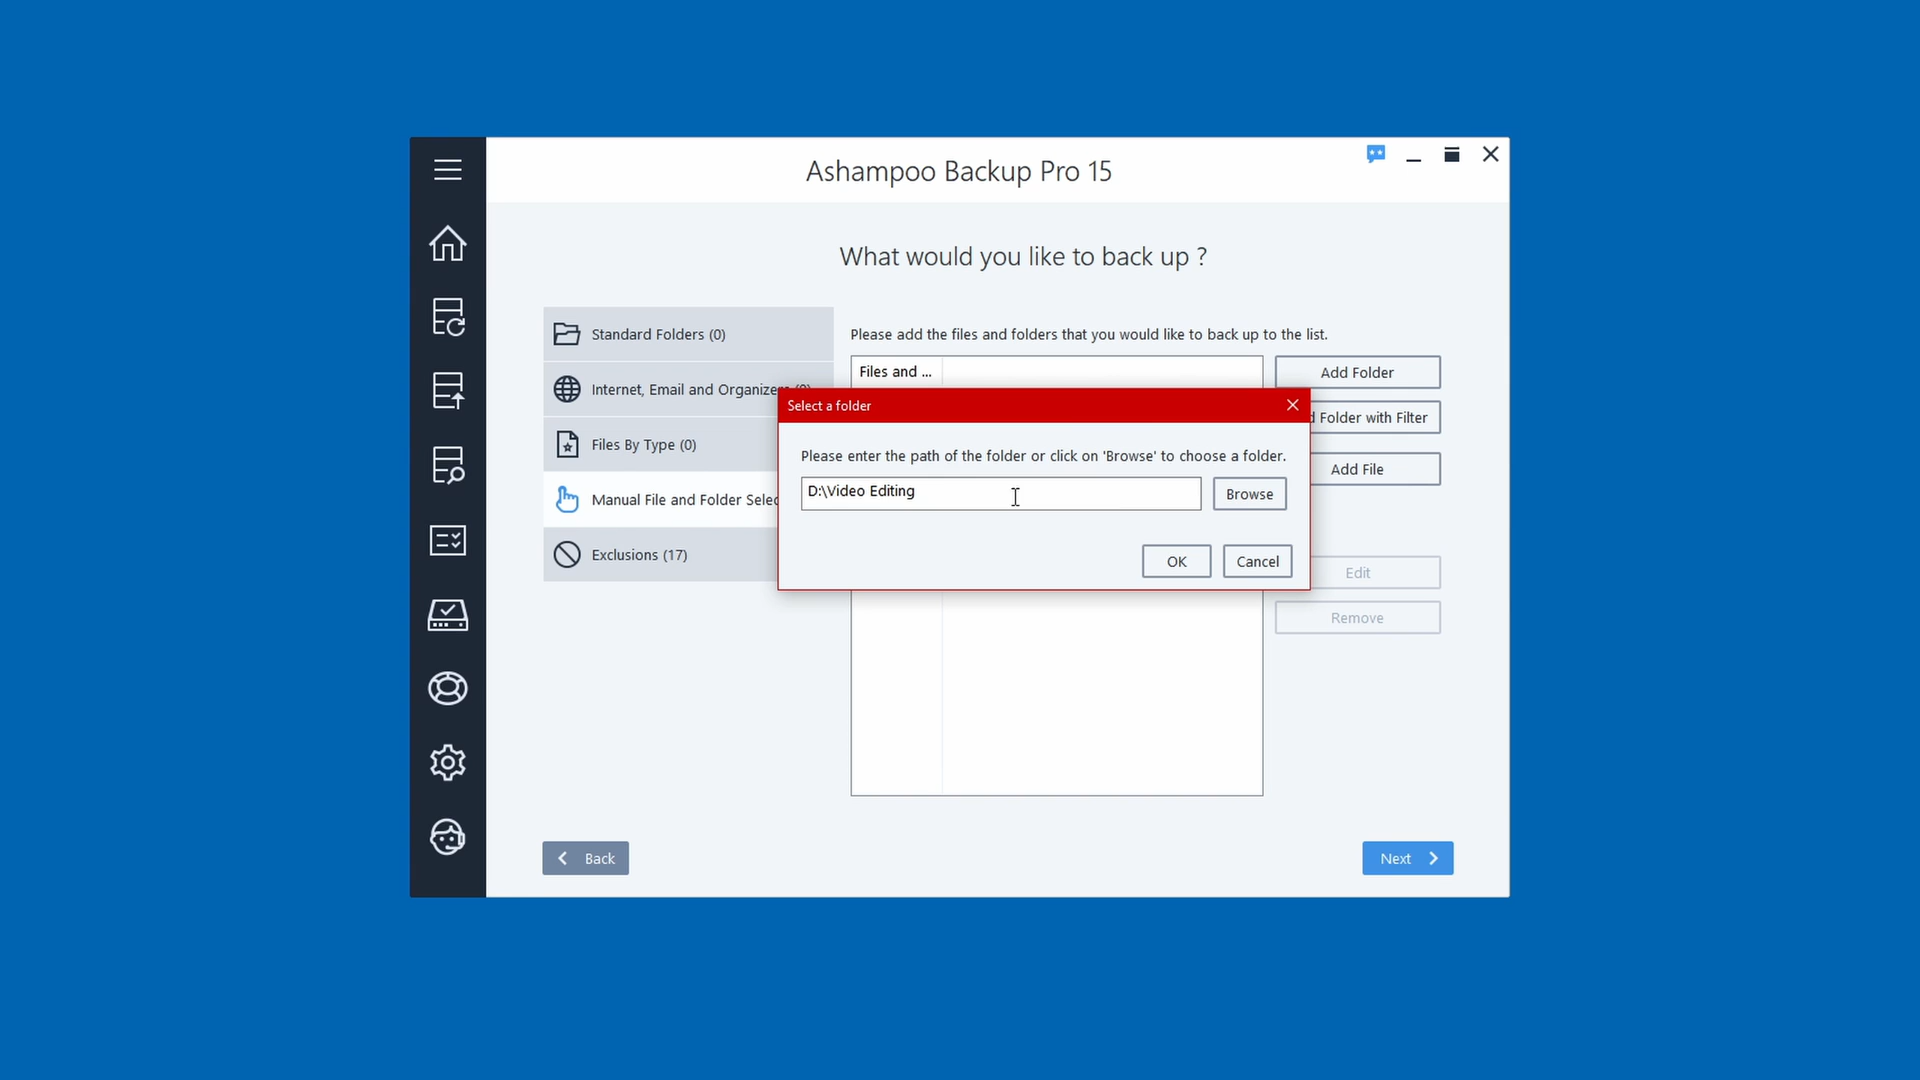 Ashampoo Backup Pro 15
What would you like to back up ?
Standard Folders (0)
Internet, Email and Organizers (0)
Files By Type (0)
Manual File and Folder Selec
Exclusions (17)
Please add the files and folders that you would like to back up to the list.
Files and ...
Add Folder
d Folder with Filter
Add File
Edit
Remove
Select a folder
Please enter the path of the folder or click on 'Browse' to choose a folder.
D:\Video Editing
Browse
OK
Cancel
Back
Next